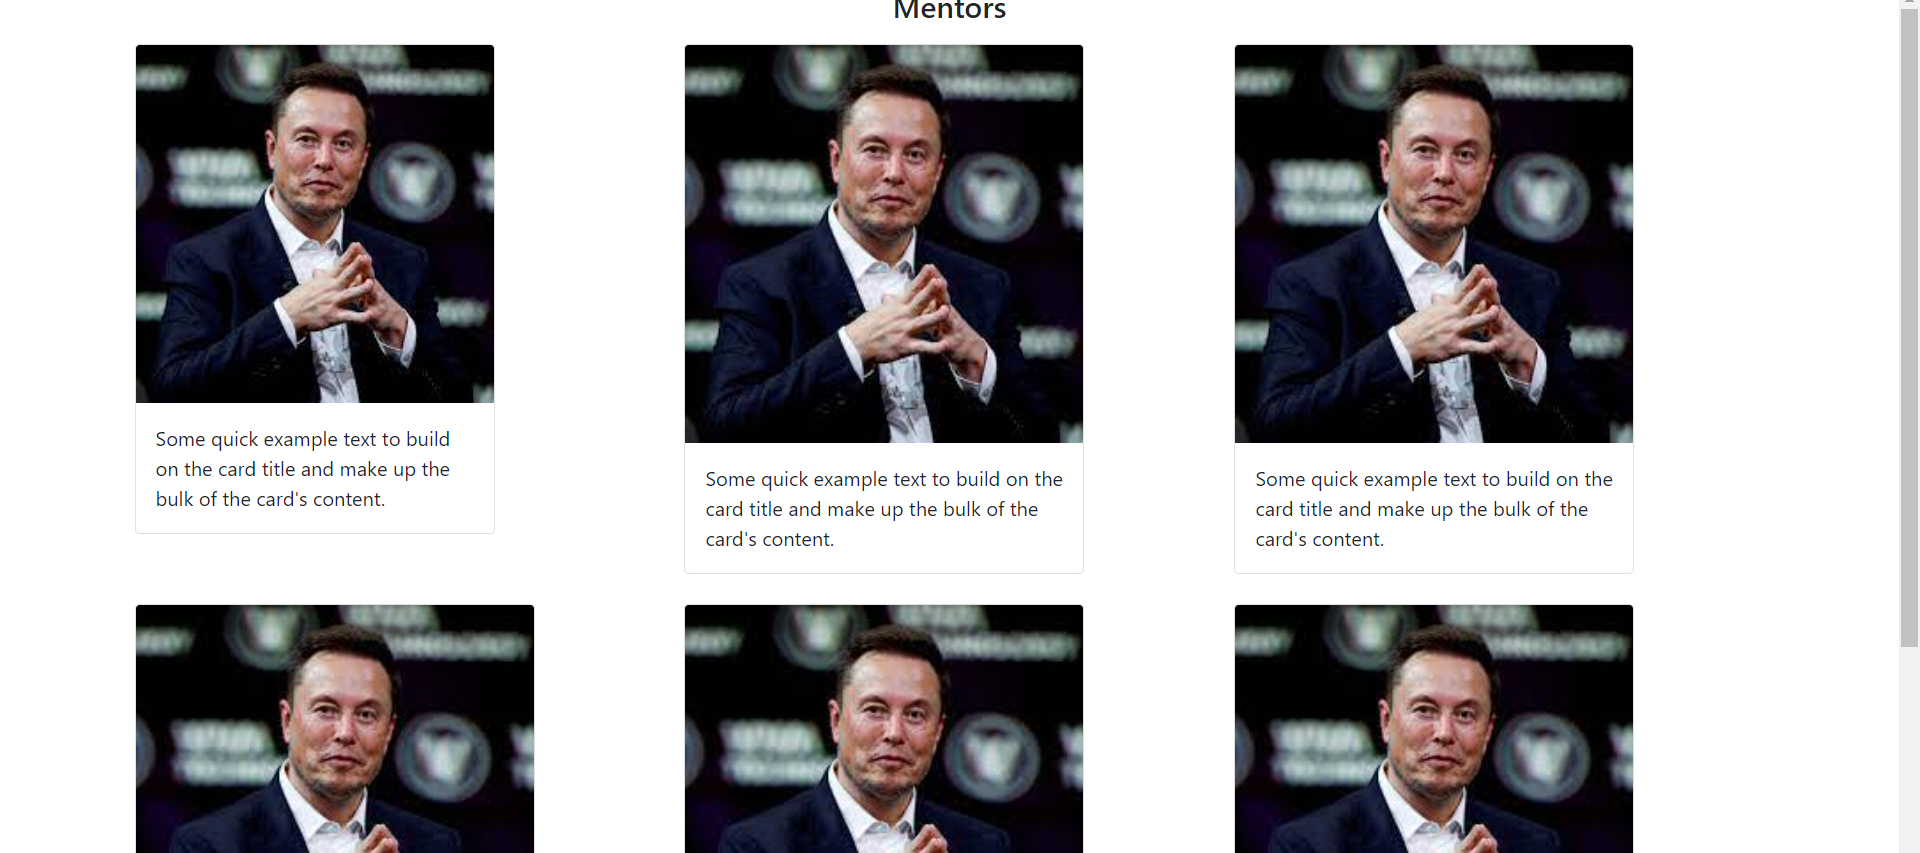 Mentors
Some quick example text to build
on the card title and make up the
bulk of the card's content.
Some quick example text to build on the
card title and make up the bulk of the
card's content.
Some quick example text to build on the
card title and make up the bulk of the
card's content.